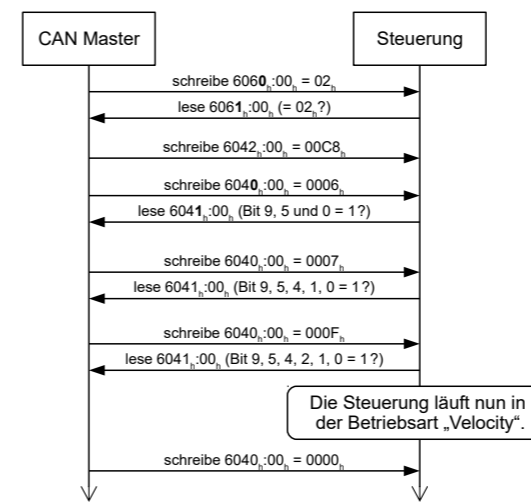 CAN Master
Steuerung
schreibe 6060ₕ:00ₕ = 02ₕ
lese 6061ₕ:00ₕ (= 02ₕ?)
schreibe 6042ₕ:00ₕ = 00C8ₕ
schreibe 6040ₕ:00ₕ = 0006ₕ
lese 6041ₕ:00ₕ (Bit 9, 5 und 0 = 1?)
schreibe 6040ₕ:00ₕ = 0007ₕ
lese 6041ₕ:00ₕ (Bit 9, 5, 4, 1, 0 = 1?)
schreibe 6040ₕ:00ₕ = 000Fₕ
lese 6041ₕ:00ₕ (Bit 9, 5, 4, 2, 1, 0 = 1?)
Die Steuerung läuft nun in
der Betriebsart „Velocity“.
schreibe 6040ₕ:00ₕ = 0000ₕ